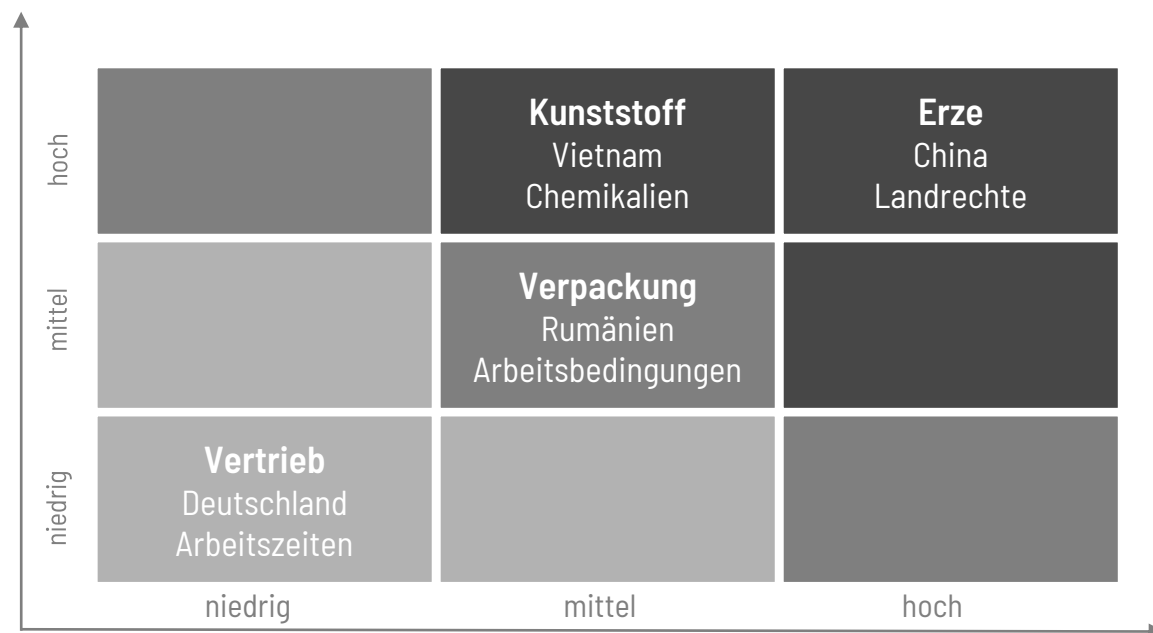 hoch
Kunststoff
Vietnam
Chemikalien
Erze
China
Landrechte
mittel
Verpackung
Rumänien
Arbeitsbedingungen
niedrig
Vertrieb
Deutschland
Arbeitszeiten
niedrig
mittel
hoch